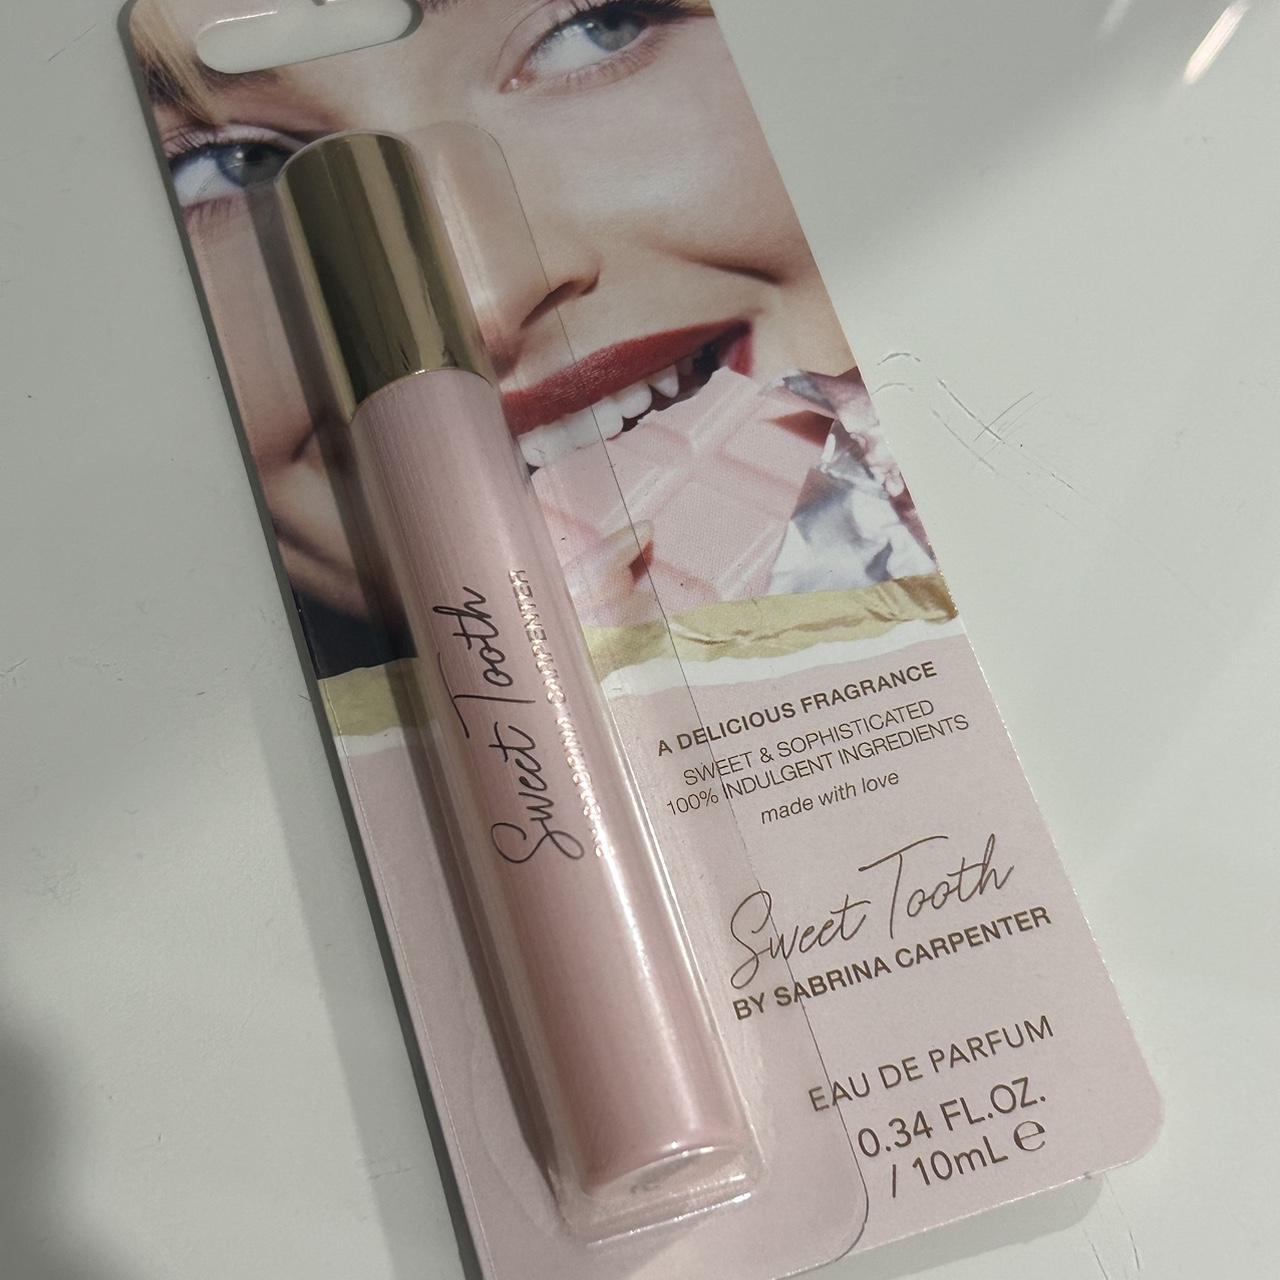 Sweet Tooth
BY SABRINA CARPENTER
A DELICIOUS FRAGRANCE
SWEET & SOPHISTICATED
100% INDULGENT INGREDIENTS
made with love
Sweet Tooth
BY SABRINA CARPENTER
EAU DE PARFUM
0.34 FL.OZ.
/ 10mL ℮